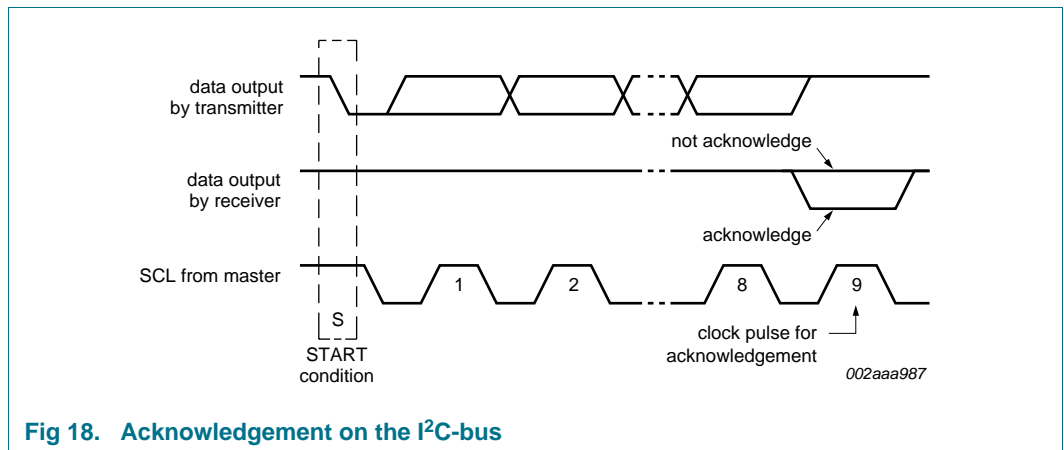 data output
by transmitter
not acknowledge
data output
by receiver
acknowledge
SCL from master
1
2
8
9
S
START
condition
clock pulse for
acknowledgement
002aaa987
Fig 18. Acknowledgement on the I²C-bus